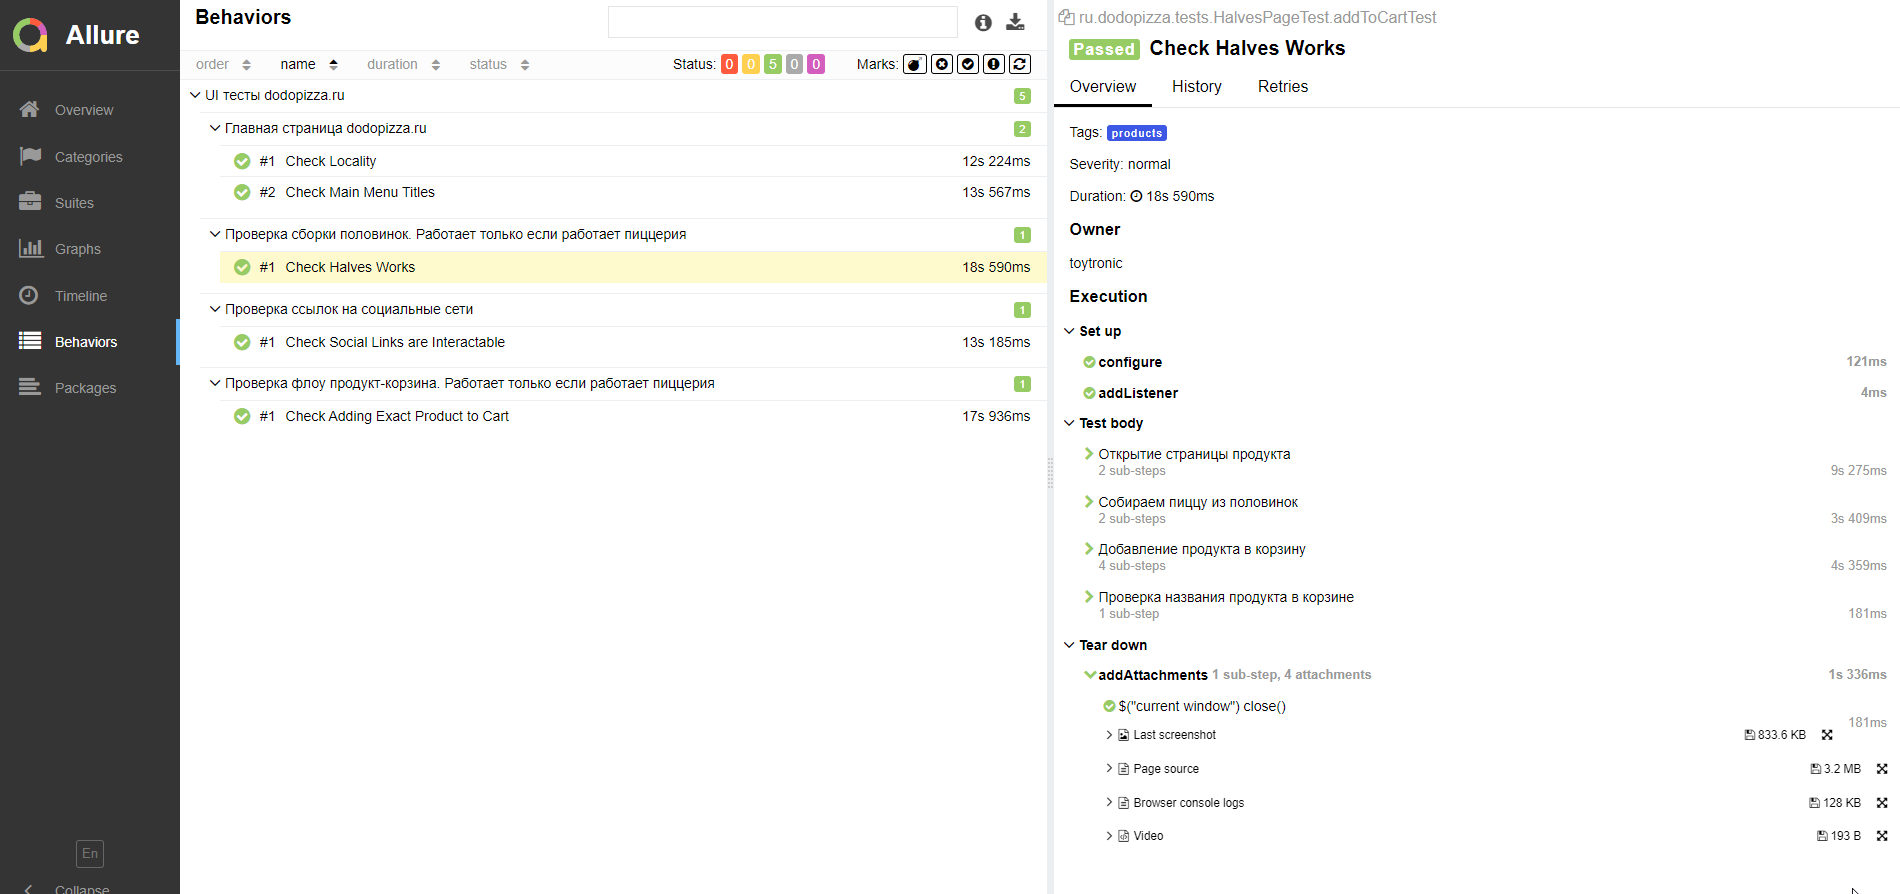 Allure
Overview
Categories
Suites
Graphs
Timeline
Behaviors
Packages
En
Collapse
Behaviors
order name duration status Status: 0 0 5 0 0 Marks:
UI тесты dodopizza.ru 5
Главная страница dodopizza.ru 2
#1 Check Locality 12s 224ms
#2 Check Main Menu Titles 13s 567ms
Проверка сборки половинок. Работает только если работает пиццерия 1
#1 Check Halves Works 18s 590ms
Проверка ссылок на социальные сети 1
#1 Check Social Links are Interactable 13s 185ms
Проверка флоу продукт-корзина. Работает только если работает пиццерия 1
#1 Check Adding Exact Product to Cart 17s 936ms
ru.dodopizza.tests.HalvesPageTest.addToCartTest
Passed Check Halves Works
Overview History Retries
Tags: products
Severity: normal
Duration: 18s 590ms
Owner
toytronic
Execution
Set up
configure 121ms
addListener 4ms
Test body
Открытие страницы продукта
2 sub-steps 9s 275ms
Собираем пиццу из половинок
2 sub-steps 3s 409ms
Добавление продукта в корзину
4 sub-steps 4s 359ms
Проверка названия продукта в корзине
1 sub-step 181ms
Tear down
addAttachments 1 sub-step, 4 attachments 1s 336ms
$("current window") close()
181ms
Last screenshot 833.6 KB
Page source 3.2 MB
Browser console logs 128 KB
Video 193 B